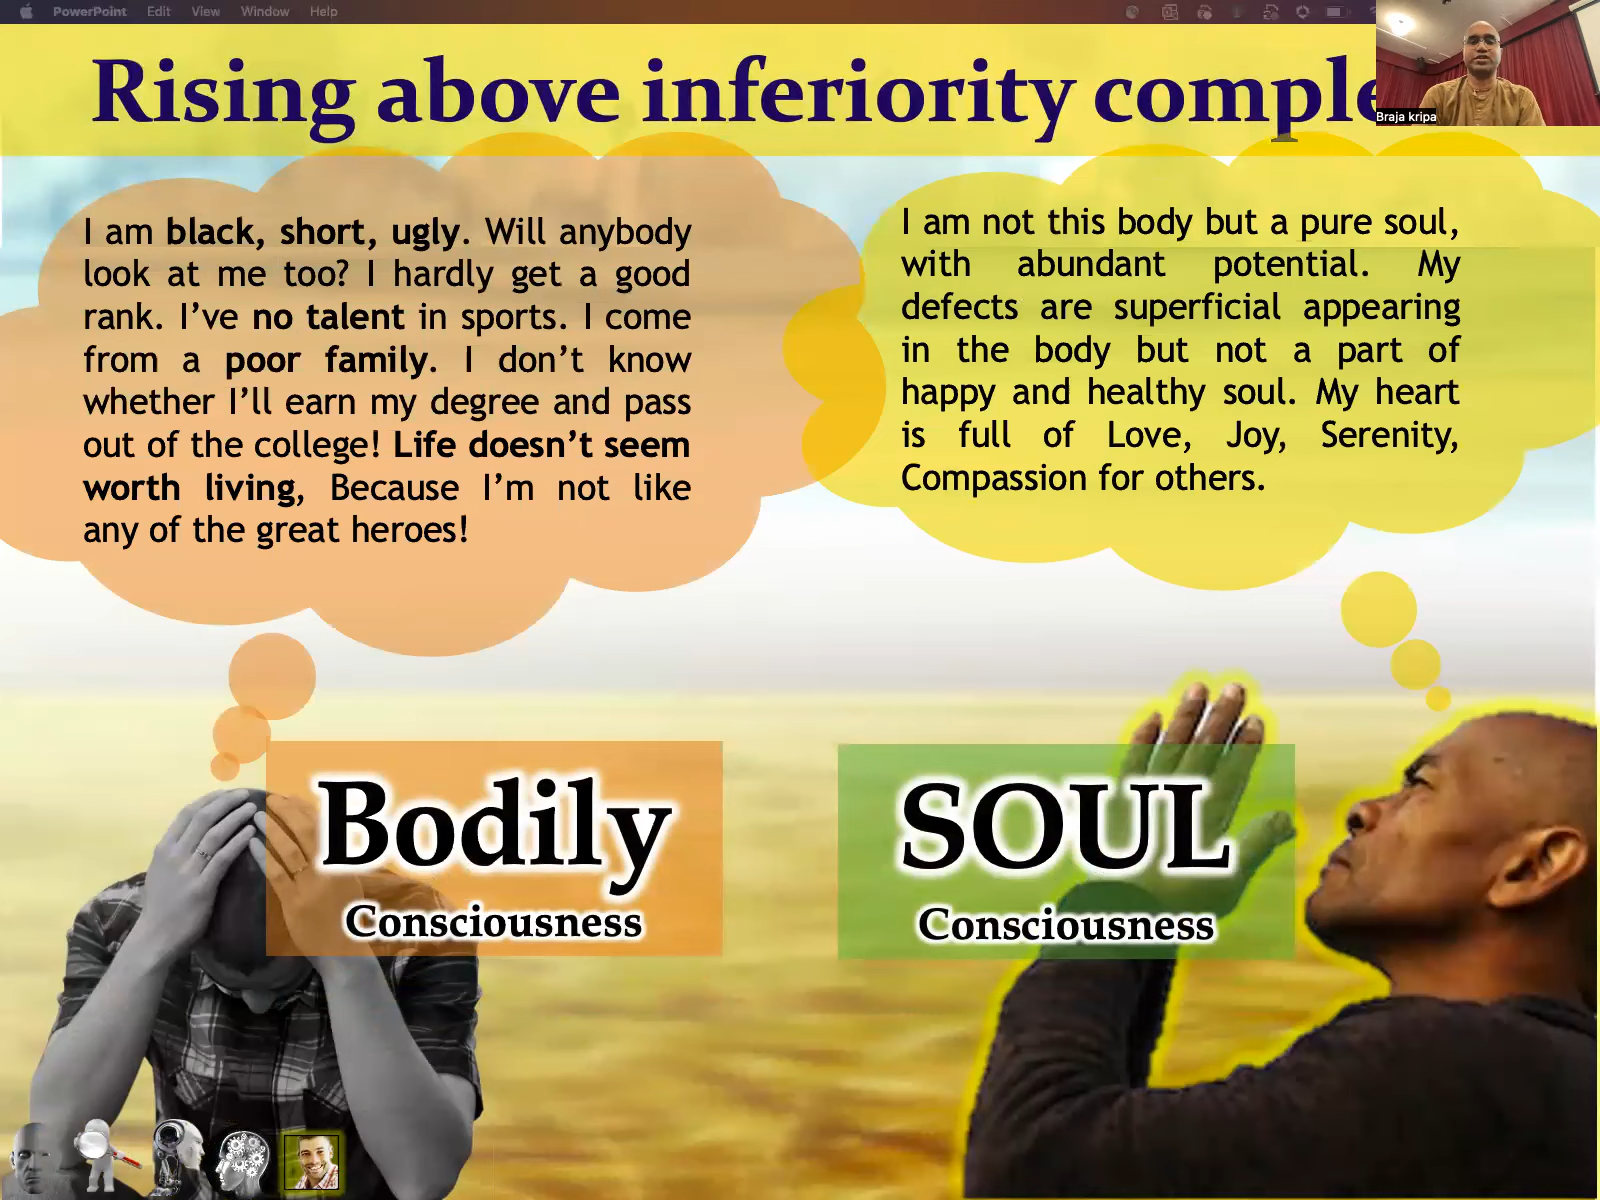 PowerPoint Edit View Window Help
Rising above inferiority comple
Braja kripa
I am black, short, ugly. Will anybody
look at me too? I hardly get a good
rank. I’ve no talent in sports. I come
from a poor family. I don’t know
whether I’ll earn my degree and pass
out of the college! Life doesn’t seem
worth living, Because I’m not like
any of the great heroes!
I am not this body but a pure soul,
with abundant potential. My
defects are superficial appearing
in the body but not a part of
happy and healthy soul. My heart
is full of Love, Joy, Serenity,
Compassion for others.
Bodily
Consciousness
SOUL
Consciousness